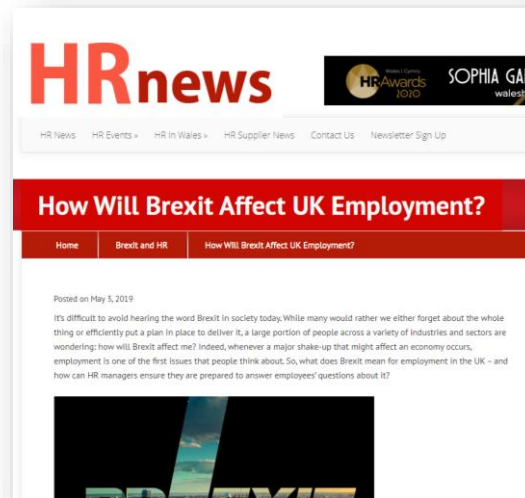 HRnews
Wales | Cymru
HRAwards
2020
SOPHIA
HR News HR Events » HR In Wales » HR Supplier News Contact Us Newsletter Sign Up
How Will Brexit Affect UK Employment?
Home Brexit and HR How Will Brexit Affect UK Employment?
Posted on May 3, 2019
It's difficult to avoid hearing the word Brexit in society today. While many would rather we either forget about the whole
thing or efficiently put a plan in place to deliver it, a large portion of people across a variety of industries and sectors are
wondering: how will Brexit affect me? Indeed, whenever a major shake-up that might affect an economy occurs,
employment is one of the first issues that people think about. So, what does Brexit mean for employment in the UK – and
how can HR managers ensure they are prepared to answer employees' questions about it?
BREXIT